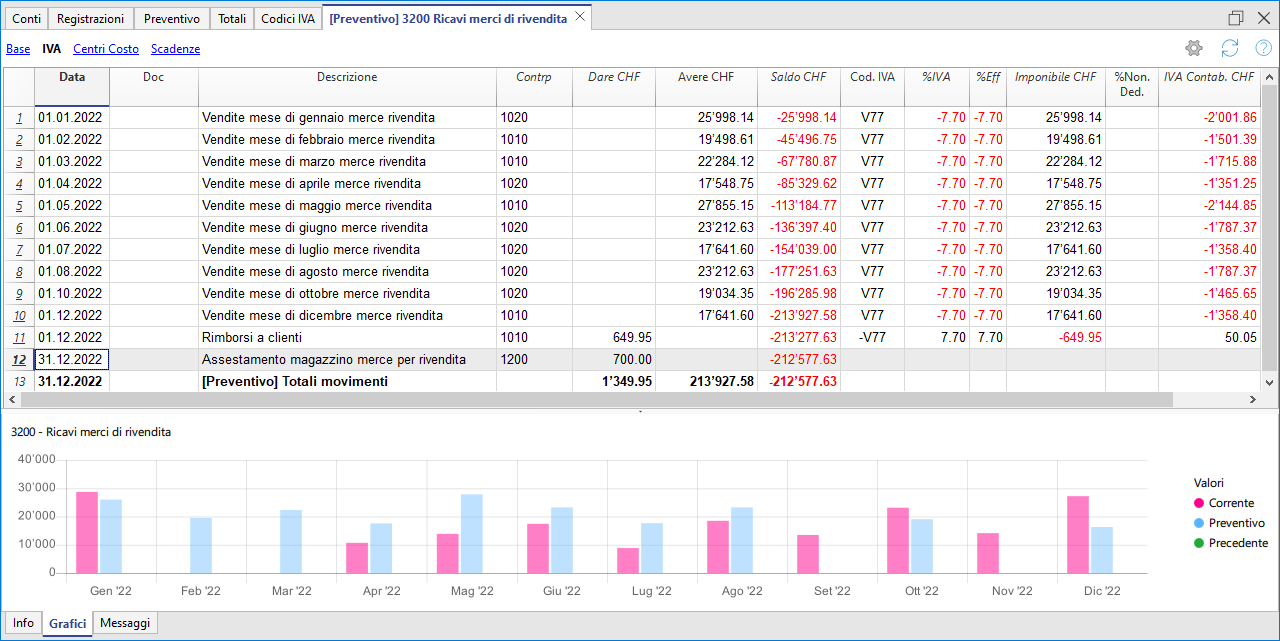 Conti Registrazioni Preventivo Totali Codici IVA [Preventivo] 3200 Ricavi merci di rivendita
Base IVA Centri Costo Scadenze
Data Doc Descrizione Contrp Dare CHF Avere CHF Saldo CHF Cod. IVA %IVA %Eff Imponibile CHF %Non. Ded. IVA Contab. CHF
1 01.01.2022 Vendite mese di gennaio merce rivendita 1020 25'998.14 -25'998.14 V77 -7.70 -7.70 25'998.14 -2'001.86
2 01.02.2022 Vendite mese di febbraio merce rivendita 1010 19'498.61 -45'496.75 V77 -7.70 -7.70 19'498.61 -1'501.39
3 01.03.2022 Vendite mese di marzo merce rivendita 1010 22'284.12 -67'780.87 V77 -7.70 -7.70 22'284.12 -1'715.88
4 01.04.2022 Vendite mese di aprile merce rivendita 1020 17'548.75 -85'329.62 V77 -7.70 -7.70 17'548.75 -1'351.25
5 01.05.2022 Vendite mese di maggio merce rivendita 1010 27'855.15 -113'184.77 V77 -7.70 -7.70 27'855.15 -2'144.85
6 01.06.2022 Vendite mese di giugno merce rivendita 1020 23'212.63 -136'397.40 V77 -7.70 -7.70 23'212.63 -1'787.37
7 01.07.2022 Vendite mese di luglio merce rivendita 1020 17'641.60 -154'039.00 V77 -7.70 -7.70 17'641.60 -1'358.40
8 01.08.2022 Vendite mese di agosto merce rivendita 1020 23'212.63 -177'251.63 V77 -7.70 -7.70 23'212.63 -1'787.37
9 01.10.2022 Vendite mese di ottobre merce rivendita 1020 19'034.35 -196'285.98 V77 -7.70 -7.70 19'034.35 -1'465.65
10 01.12.2022 Vendite mese di dicembre merce rivendita 1010 17'641.60 -213'927.58 V77 -7.70 -7.70 17'641.60 -1'358.40
11 01.12.2022 Rimborsi a clienti 1010 649.95 -213'277.63 -V77 7.70 7.70 -649.95 50.05
12 31.12.2022 Assestamento magazzino merce per rivendita 1200 700.00 -212'577.63
13 31.12.2022 [Preventivo] Totali movimenti 1'349.95 213'927.58 -212'577.63
3200 - Ricavi merci di rivendita
40'000
30'000
20'000
10'000
0
Gen '22 Feb '22 Mar '22 Apr '22 Mag '22 Giu '22 Lug '22 Ago '22 Set '22 Ott '22 Nov '22 Dic '22
Valori
Corrente
Preventivo
Precedente
Info Grafici Messaggi